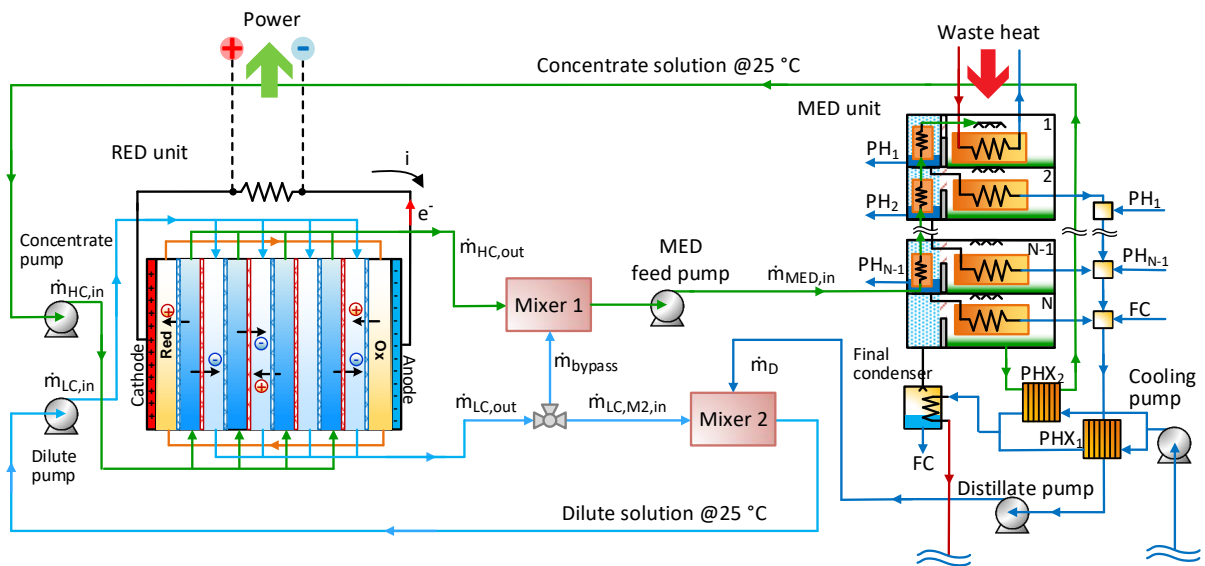 Power
Waste heat
Concentrate solution @25 °C
MED unit
RED unit
i
e-
1
2
N-1
N
PH1
PH2
PHN-1
PH1
PHN-1
FC
Concentrate
pump
ṁHC,in
ṁHC,out
MED
feed pump
ṁMED,in
Mixer 1
Cathode
Red
Ox
Anode
ṁbypass
ṁD
Final
condenser
PHX2
Cooling
pump
ṁLC,in
Dilute
pump
ṁLC,out
ṁLC,M2,in
Mixer 2
PHX1
FC
Distillate pump
Dilute solution @25 °C